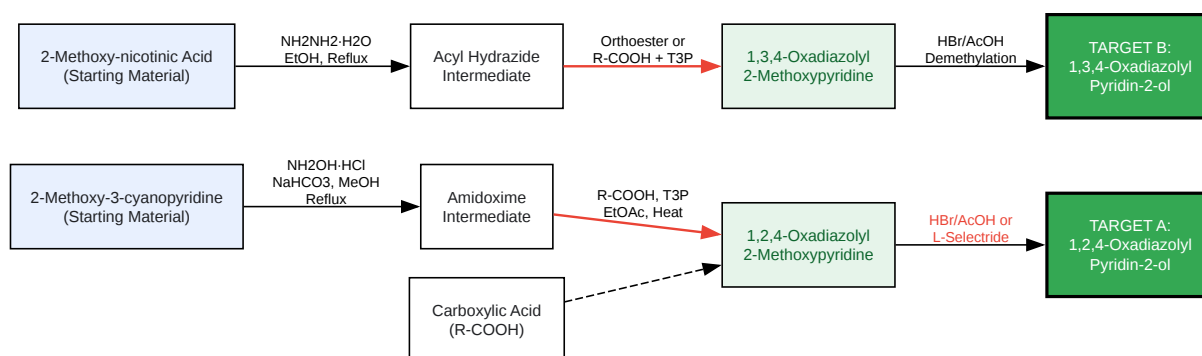 2-Methoxy-nicotinic Acid
(Starting Material)
NH2NH2·H2O
EtOH, Reflux
Acyl Hydrazide
Intermediate
Orthoester or
R-COOH + T3P
1,3,4-Oxadiazolyl
2-Methoxypyridine
HBr/AcOH
Demethylation
TARGET B:
1,3,4-Oxadiazolyl
Pyridin-2-ol
2-Methoxy-3-cyanopyridine
(Starting Material)
NH2OH·HCl
NaHCO3, MeOH
Reflux
Amidoxime
Intermediate
R-COOH, T3P
EtOAc, Heat
1,2,4-Oxadiazolyl
2-Methoxypyridine
HBr/AcOH or
L-Selectride
TARGET A:
1,2,4-Oxadiazolyl
Pyridin-2-ol
Carboxylic Acid
(R-COOH)